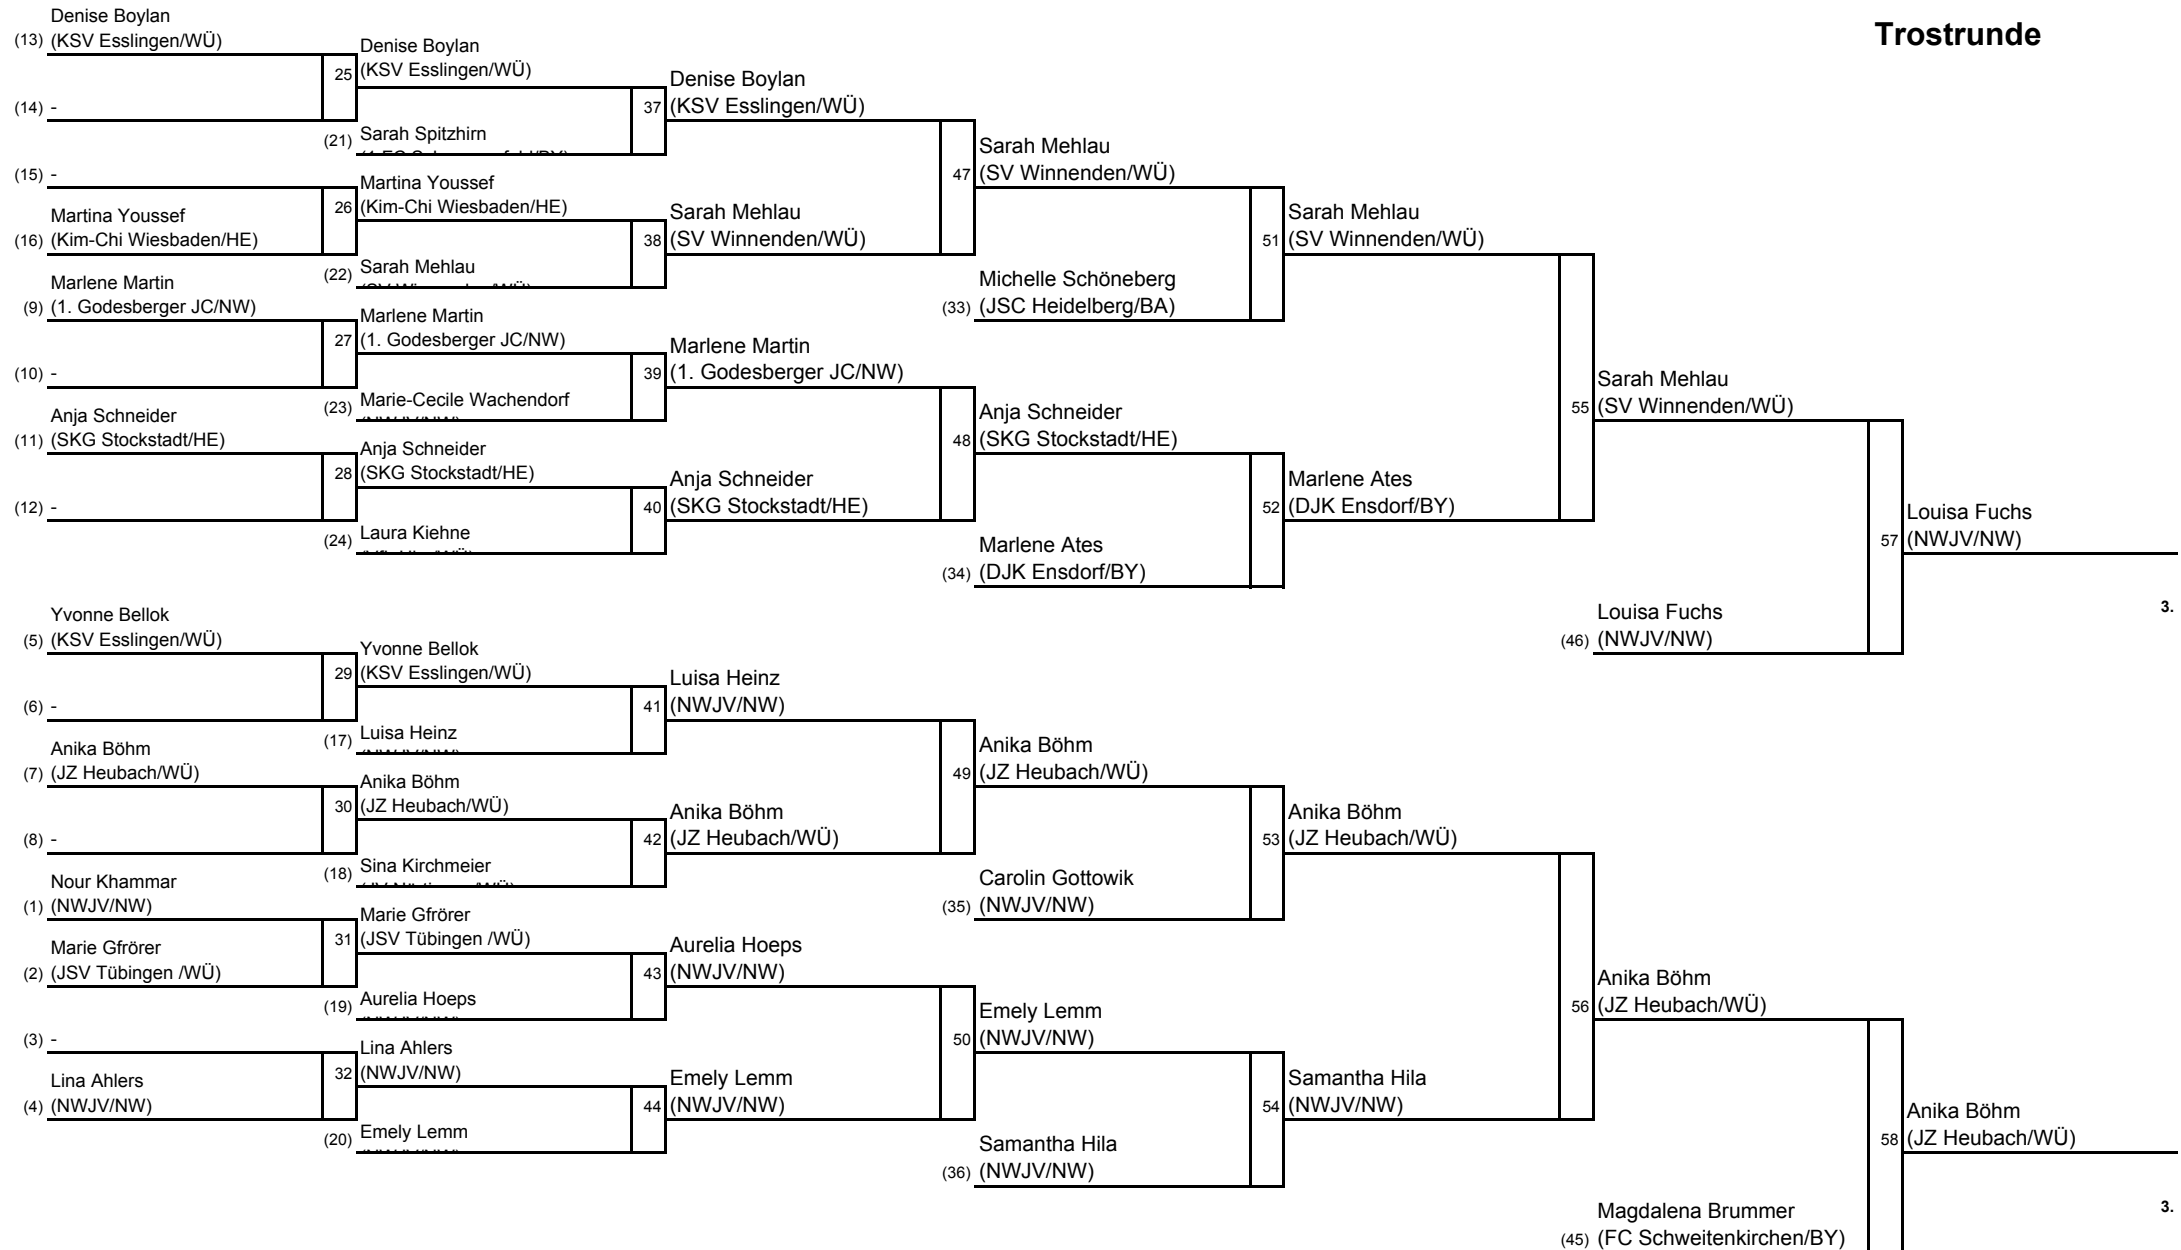 Trostrunde
Denise Boylan
(13) (KSV Esslingen/WÜ)
(14) -
(15) -
Martina Youssef
(16) (Kim-Chi Wiesbaden/HE)
Marlene Martin
(9) (1. Godesberger JC/NW)
(10) -
Anja Schneider
(11) (SKG Stockstadt/HE)
(12) -
Yvonne Bellok
(5) (KSV Esslingen/WÜ)
(6) -
Anika Böhm
(7) (JZ Heubach/WÜ)
(8) -
Nour Khammar
(1) (NWJV/NW)
Marie Gfrörer
(2) (JSV Tübingen /WÜ)
(3) -
Lina Ahlers
(4) (NWJV/NW)
Denise Boylan
25 (KSV Esslingen/WÜ)
(21) Sarah Spitzhirn
Martina Youssef
26 (Kim-Chi Wiesbaden/HE)
(22) Sarah Mehlau
Marlene Martin
27 (1. Godesberger JC/NW)
(23) Marie-Cecile Wachendorf
Anja Schneider
28 (SKG Stockstadt/HE)
(24) Laura Kiehne
Yvonne Bellok
29 (KSV Esslingen/WÜ)
(17) Luisa Heinz
Anika Böhm
30 (JZ Heubach/WÜ)
(18) Sina Kirchmeier
Marie Gfrörer
31 (JSV Tübingen /WÜ)
(19) Aurelia Hoeps
Lina Ahlers
32 (NWJV/NW)
(20) Emely Lemm
Denise Boylan
37 (KSV Esslingen/WÜ)
Sarah Mehlau
38 (SV Winnenden/WÜ)
Marlene Martin
39 (1. Godesberger JC/NW)
Anja Schneider
40 (SKG Stockstadt/HE)
Luisa Heinz
41 (NWJV/NW)
Anika Böhm
42 (JZ Heubach/WÜ)
Aurelia Hoeps
43 (NWJV/NW)
Emely Lemm
44 (NWJV/NW)
Sarah Mehlau
47 (SV Winnenden/WÜ)
Michelle Schöneberg
(33) (JSC Heidelberg/BA)
Anja Schneider
48 (SKG Stockstadt/HE)
Marlene Ates
(34) (DJK Ensdorf/BY)
Anika Böhm
49 (JZ Heubach/WÜ)
Carolin Gottowik
(35) (NWJV/NW)
Emely Lemm
50 (NWJV/NW)
Samantha Hila
(36) (NWJV/NW)
Sarah Mehlau
51 (SV Winnenden/WÜ)
Marlene Ates
52 (DJK Ensdorf/BY)
Anika Böhm
53 (JZ Heubach/WÜ)
Samantha Hila
54 (NWJV/NW)
Sarah Mehlau
55 (SV Winnenden/WÜ)
Louisa Fuchs
(46) (NWJV/NW)
Anika Böhm
56 (JZ Heubach/WÜ)
Magdalena Brummer
(45) (FC Schweitenkirchen/BY)
Louisa Fuchs
57 (NWJV/NW)
3.
Anika Böhm
58 (JZ Heubach/WÜ)
3.